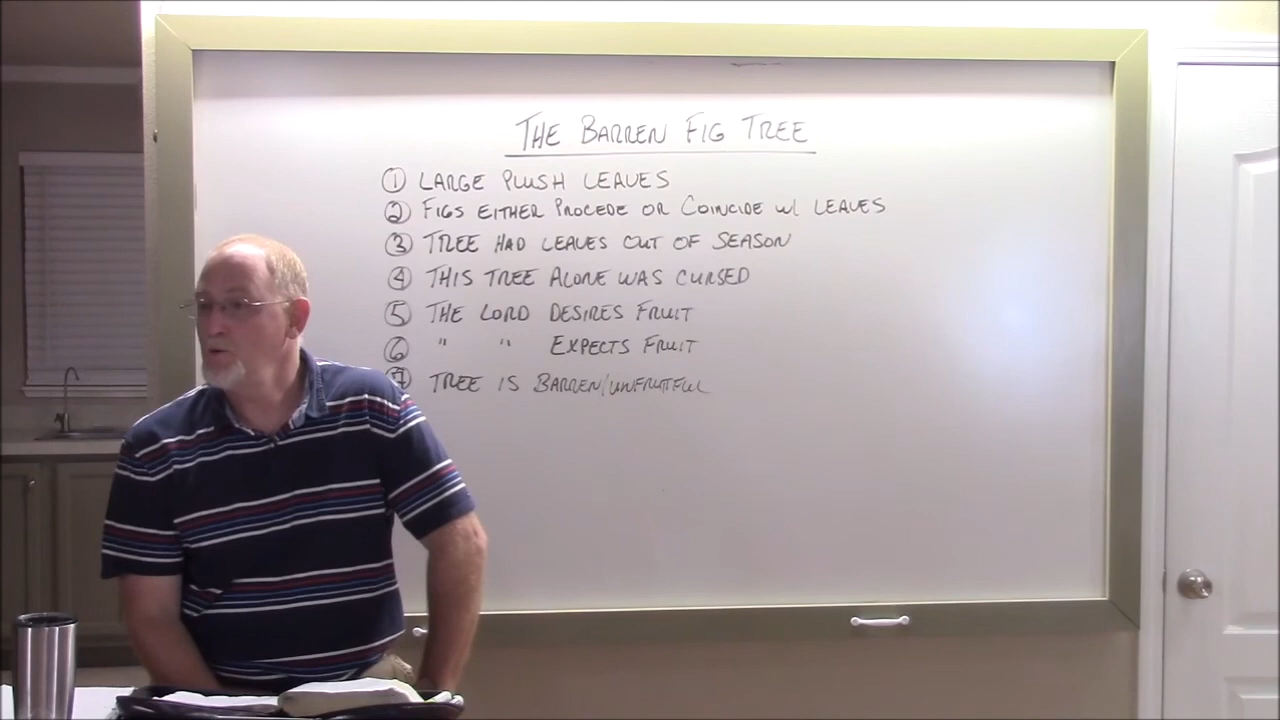 THE BARREN FIG TREE
① LARGE PLUSH LEAVES
② FIGS EITHER PROCEDE OR COINCIDE W/ LEAVES
③ TREE HAD LEAVES OUT OF SEASON
④ THIS TREE ALONE WAS CURSED
⑤ THE LORD DESIRES FRUIT
⑥ " " EXPECTS FRUIT
⑦ TREE IS BARREN/UNFRUITFUL